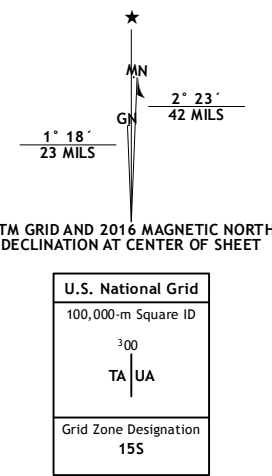 MN
GN
2° 23´
42 MILS
1° 18´
23 MILS
TM GRID AND 2016 MAGNETIC NORTH
DECLINATION AT CENTER OF SHEET
U.S. National Grid
100,000-m Square ID
³00
TA UA
Grid Zone Designation
15S